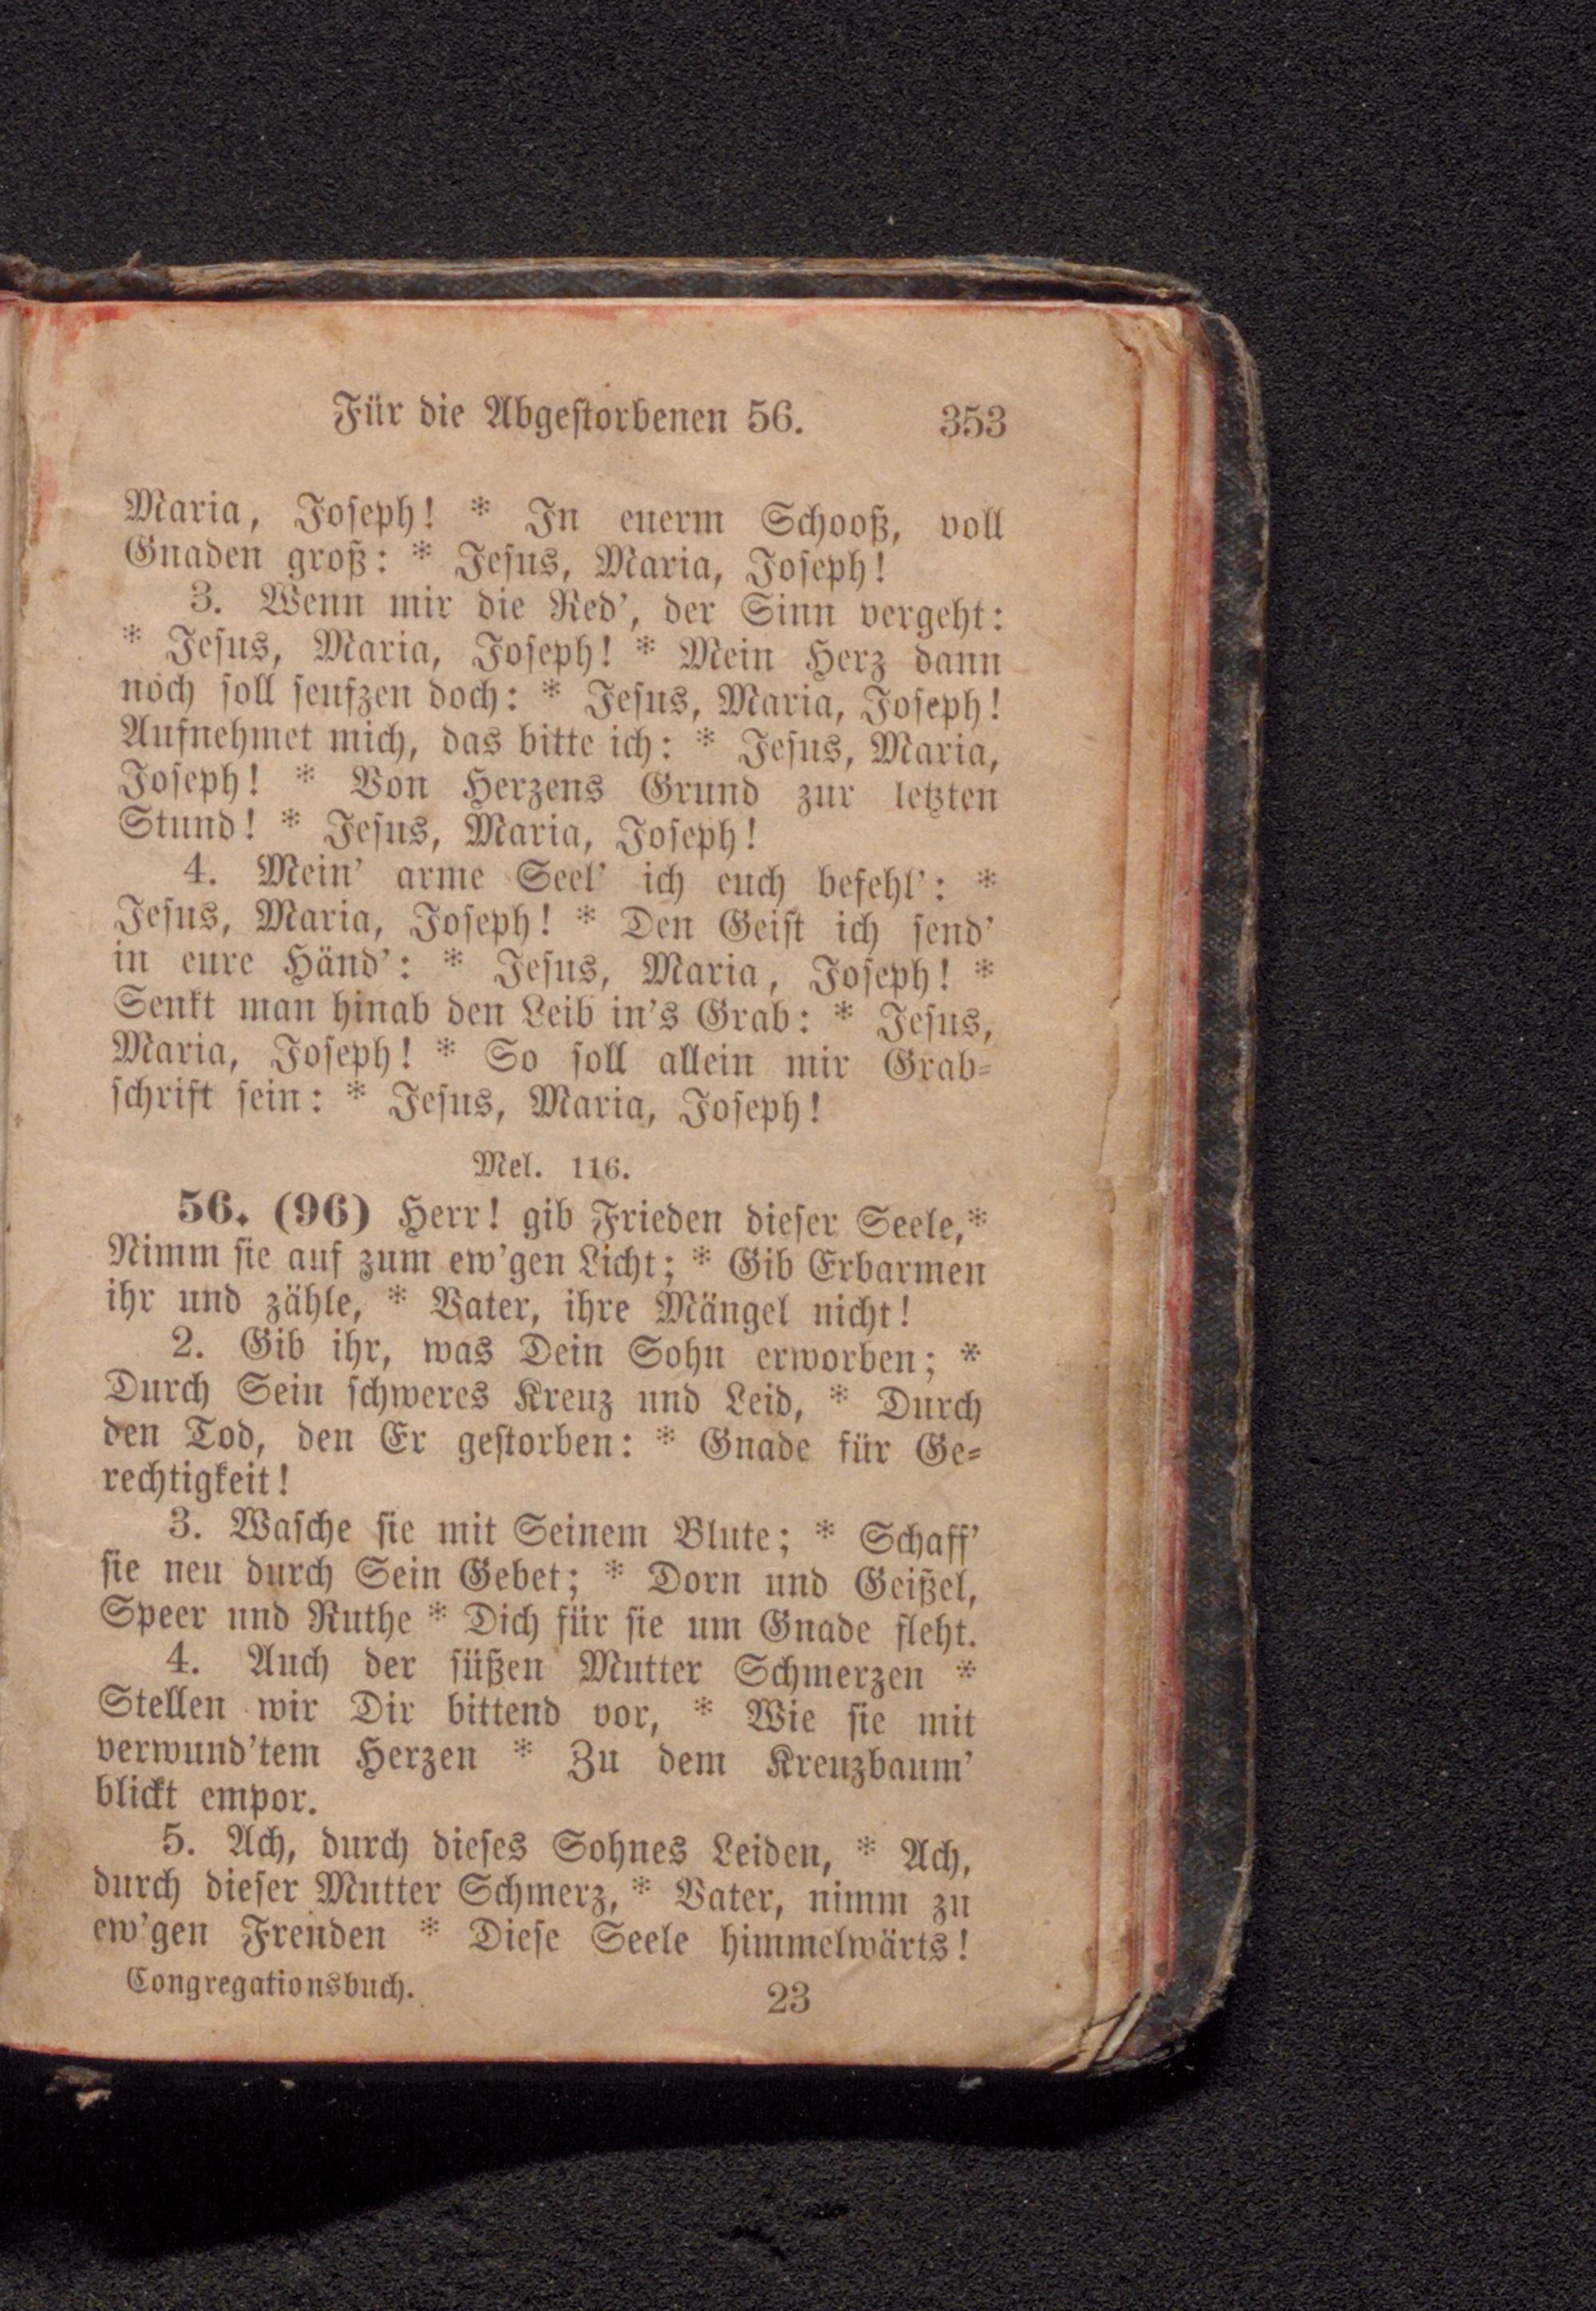 Für die Abgestorbenen 56. 353
Maria, Joseph! * In euerm Schooß, voll
Gnaden groß: * Jesus, Maria, Joseph!
3. Wenn mir die Red', der Sinn vergeht:
* Jesus, Maria, Joseph! * Mein Herz dann
noch soll seufzen doch: * Jesus, Maria, Joseph!
Aufnehmet mich, das bitte ich: * Jesus, Maria,
Joseph! * Von Herzens Grund zur letzten
Stund! * Jesus, Maria, Joseph!
4. Mein' arme Seel' ich euch befehl': *
Jesus, Maria, Joseph! * Den Geist ich send'
in eure Händ': * Jesus, Maria, Joseph! *
Senkt man hinab den Leib in's Grab: * Jesus,
Maria, Joseph! * So soll allein mir Grab-
schrift sein: * Jesus, Maria, Joseph!
Mel. 116.
56. (96) Herr! gib Frieden dieser Seele,*
Nimm sie auf zum ew'gen Licht; * Gib Erbarmen
ihr und zähle, * Vater, ihre Mängel nicht!
2. Gib ihr, was Dein Sohn erworben; *
Durch Sein schweres Kreuz und Leid, * Durch
den Tod, den Er gestorben: * Gnade für Ge-
rechtigkeit!
3. Wasche sie mit Seinem Blute; * Schaff'
sie neu durch Sein Gebet; * Dorn und Geißel,
Speer und Ruthe * Dich für sie um Gnade fleht.
4. Auch der süßen Mutter Schmerzen *
Stellen wir Dir bittend vor, * Wie sie mit
verwund'tem Herzen * Zu dem Kreuzbaum'
blickt empor.
5. Ach, durch dieses Sohnes Leiden, * Ach,
durch dieser Mutter Schmerz, * Vater, nimm zu
ew'gen Freuden * Diese Seele himmelwärts!
Congregationsbuch. 23